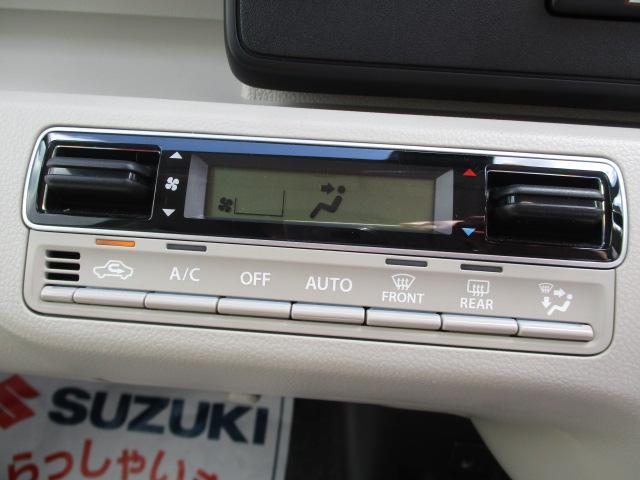 A/C OFF AUTO FRONT REAR
SUZUKI
らっしゃい